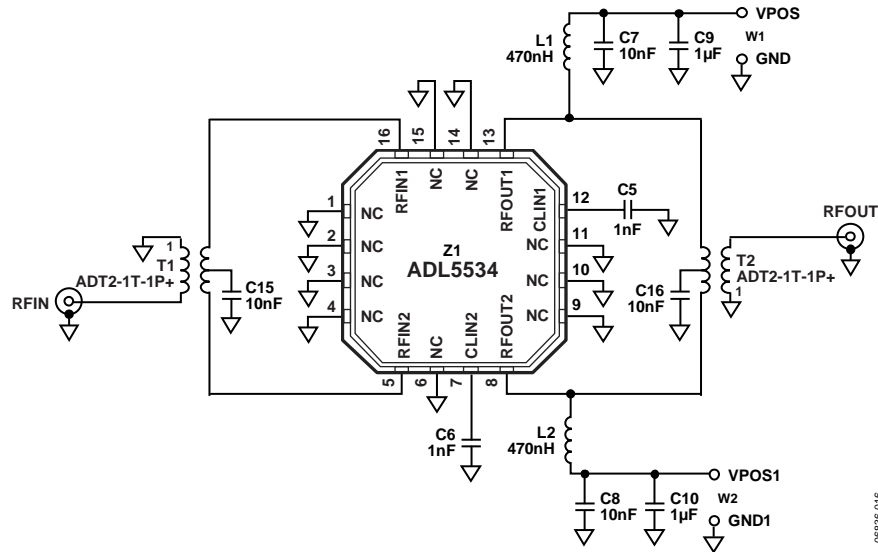 VPOS
L1
470nH
C7
10nF
C9
1µF
W1
GND
16
15
14
13
RFIN1
NC
NC
RFOUT1
CLIN1
12
C5
1nF
1
NC
2
NC
3
NC
4
NC
Z1
ADL5534
NC
11
NC
10
NC
9
RFOUT
1
T1
ADT2-1T-1P+
RFIN
C15
10nF
C16
10nF
T2
ADT2-1T-1P+
1
RFIN2
NC
CLIN2
RFOUT2
5
6
7
8
C6
1nF
L2
470nH
VPOS1
C8
10nF
C10
1µF
W2
GND1
06836-016